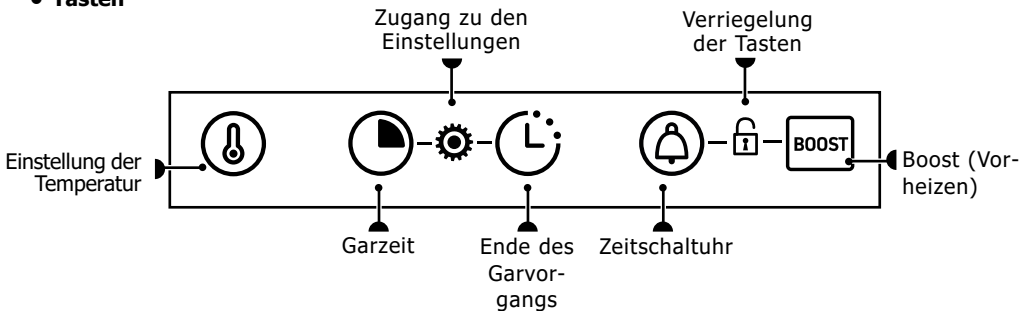 • Tasten
Zugang zu den
Einstellungen
Verriegelung
der Tasten
Einstellung der
Temperatur
BOOST
Boost (Vor-
heizen)
Garzeit
Ende des
Garvor-
gangs
Zeitschaltuhr